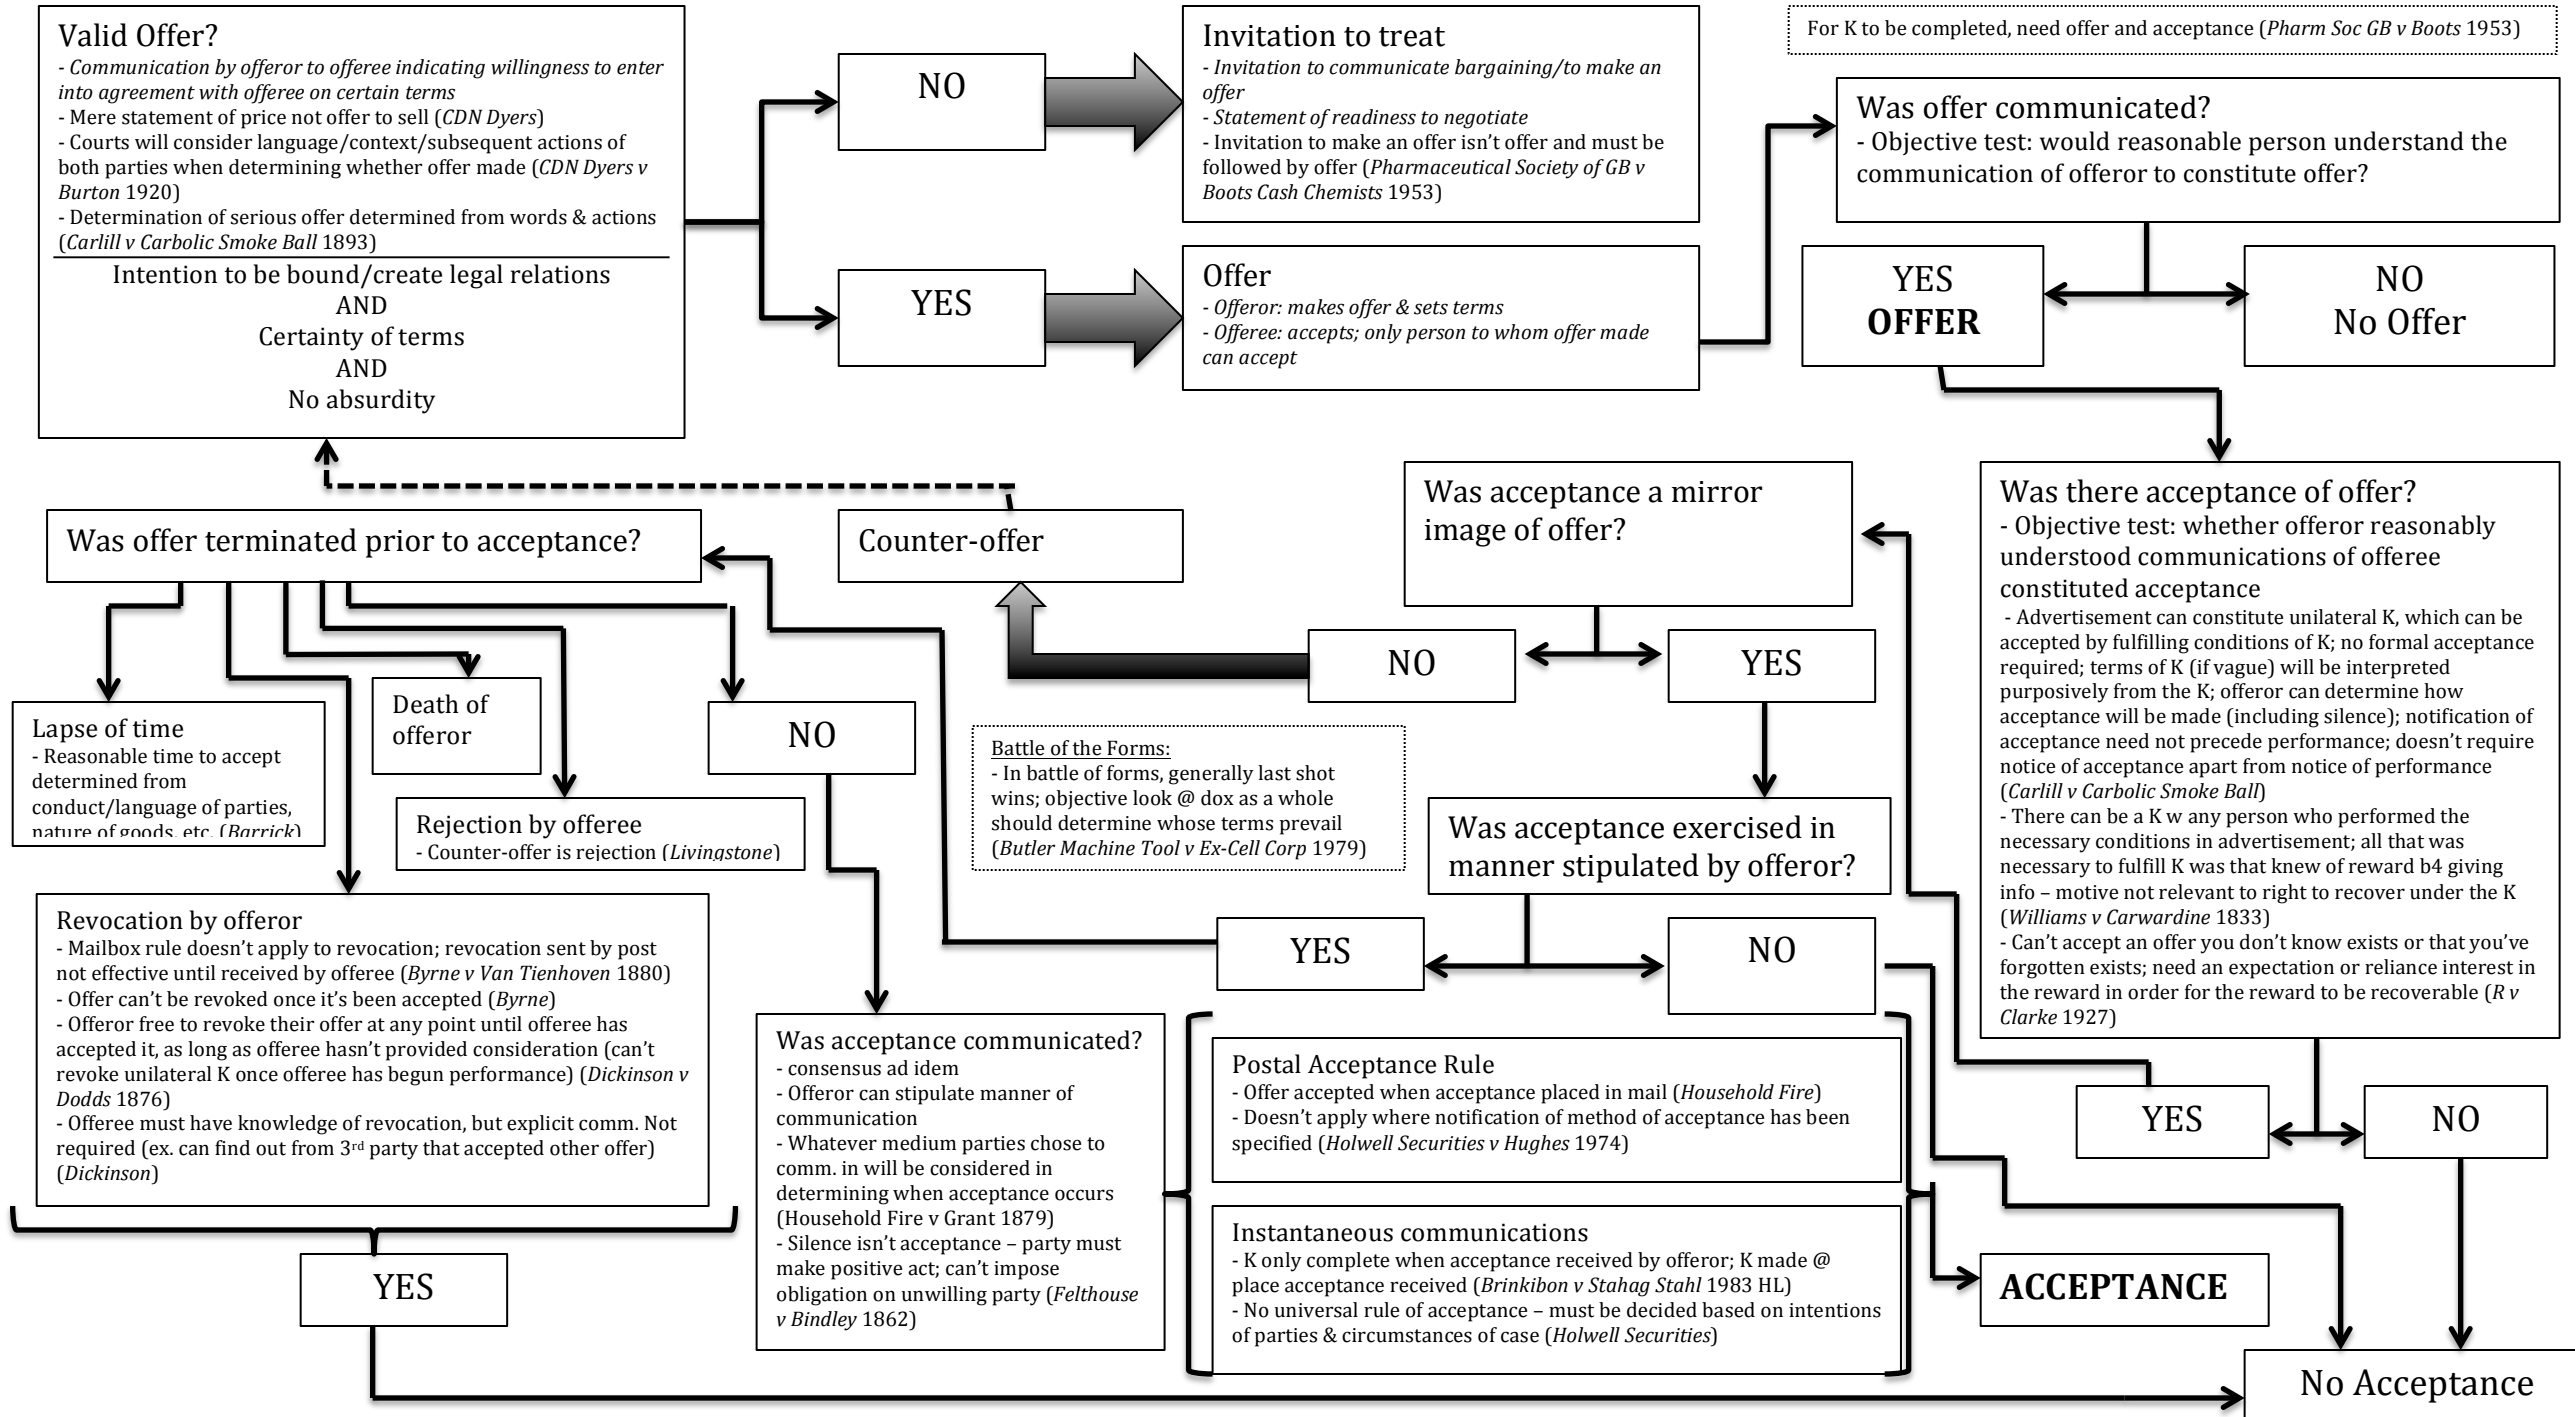 Valid Offer?
- Communication by offeror to offeree indicating willingness to enter
into agreement with offeree on certain terms
- Mere statement of price not offer to sell (CDN Dyers)
- Courts will consider language/context/subsequent actions of
both parties when determining whether offer made (CDN Dyers v
Burton 1920)
- Determination of serious offer determined from words & actions
(Carlill v Carbolic Smoke Ball 1893)
Intention to be bound/create legal relations
AND
Certainty of terms
AND
No absurdity
NO
YES
Invitation to treat
- Invitation to communicate bargaining/to make an
offer
- Statement of readiness to negotiate
- Invitation to make an offer isn't offer and must be
followed by offer (Pharmaceutical Society of GB v
Boots Cash Chemists 1953)
Offer
- Offeror: makes offer & sets terms
- Offeree: accepts; only person to whom offer made
can accept
For K to be completed, need offer and acceptance (Pharm Soc GB v Boots 1953)
Was offer communicated?
- Objective test: would reasonable person understand the
communication of offeror to constitute offer?
YES
OFFER
NO
No Offer
Was there acceptance of offer?
- Objective test: whether offeror reasonably
understood communications of offeree
constituted acceptance
- Advertisement can constitute unilateral K, which can be
accepted by fulfilling conditions of K; no formal acceptance
required; terms of K (if vague) will be interpreted
purposively from the K; offeror can determine how
acceptance will be made (including silence); notification of
acceptance need not precede performance; doesn't require
notice of acceptance apart from notice of performance
(Carlill v Carbolic Smoke Ball)
- There can be a K w any person who performed the
necessary conditions in advertisement; all that was
necessary to fulfill K was that knew of reward b4 giving
info – motive not relevant to right to recover under the K
(Williams v Carwardine 1833)
- Can't accept an offer you don't know exists or that you've
forgotten exists; need an expectation or reliance interest in
the reward in order for the reward to be recoverable (R v
Clarke 1927)
YES
NO
Was acceptance a mirror
image of offer?
NO
YES
Counter-offer
Battle of the Forms:
- In battle of forms, generally last shot
wins; objective look @ dox as a whole
should determine whose terms prevail
(Butler Machine Tool v Ex-Cell Corp 1979)
Was acceptance exercised in
manner stipulated by offeror?
YES
NO
Was offer terminated prior to acceptance?
Lapse of time
- Reasonable time to accept
determined from
conduct/language of parties,
nature of goods, etc. (Barrick)
Death of
offeror
Rejection by offeree
- Counter-offer is rejection (Livingstone)
NO
Revocation by offeror
- Mailbox rule doesn't apply to revocation; revocation sent by post
not effective until received by offeree (Byrne v Van Tienhoven 1880)
- Offer can't be revoked once it's been accepted (Byrne)
- Offeror free to revoke their offer at any point until offeree has
accepted it, as long as offeree hasn't provided consideration (can't
revoke unilateral K once offeree has begun performance) (Dickinson v
Dodds 1876)
- Offeree must have knowledge of revocation, but explicit comm. Not
required (ex. can find out from 3rd party that accepted other offer)
(Dickinson)
YES
Was acceptance communicated?
- consensus ad idem
- Offeror can stipulate manner of
communication
- Whatever medium parties chose to
comm. in will be considered in
determining when acceptance occurs
(Household Fire v Grant 1879)
- Silence isn't acceptance – party must
make positive act; can't impose
obligation on unwilling party (Felthouse
v Bindley 1862)
Postal Acceptance Rule
- Offer accepted when acceptance placed in mail (Household Fire)
- Doesn't apply where notification of method of acceptance has been
specified (Holwell Securities v Hughes 1974)
Instantaneous communications
- K only complete when acceptance received by offeror; K made @
place acceptance received (Brinkibon v Stahag Stahl 1983 HL)
- No universal rule of acceptance – must be decided based on intentions
of parties & circumstances of case (Holwell Securities)
ACCEPTANCE
No Acceptance